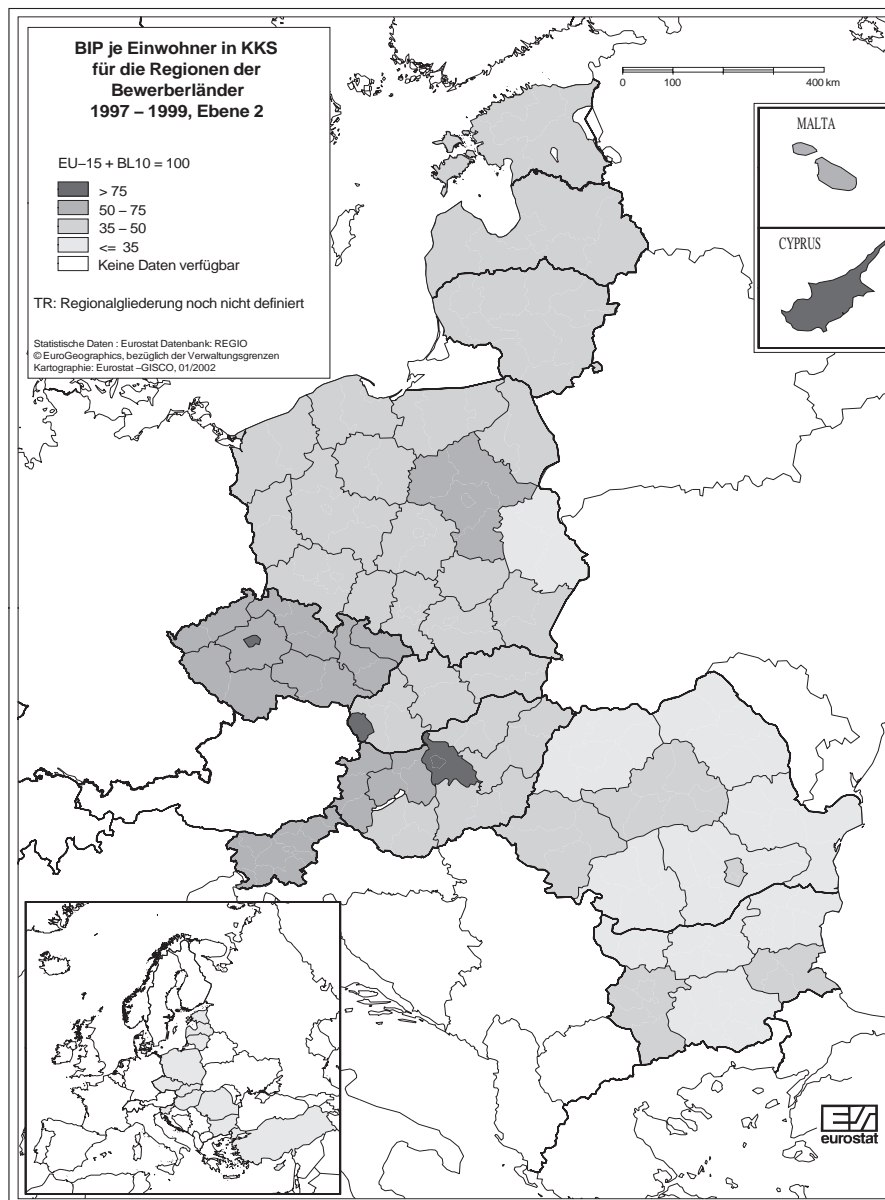 BIP je Einwohner in KKS
für die Regionen der
Bewerberländer
1997 – 1999, Ebene 2
EU–15 + BL10 = 100
> 75
50 – 75
35 – 50
<= 35
Keine Daten verfügbar
TR: Regionalgliederung noch nicht definiert
Statistische Daten : Eurostat Datenbank: REGIO
© EuroGeographics, bezüglich der Verwaltungsgrenzen
Kartographie: Eurostat –GISCO, 01/2002
0 100 400 km
MALTA
CYPRUS
eurostat